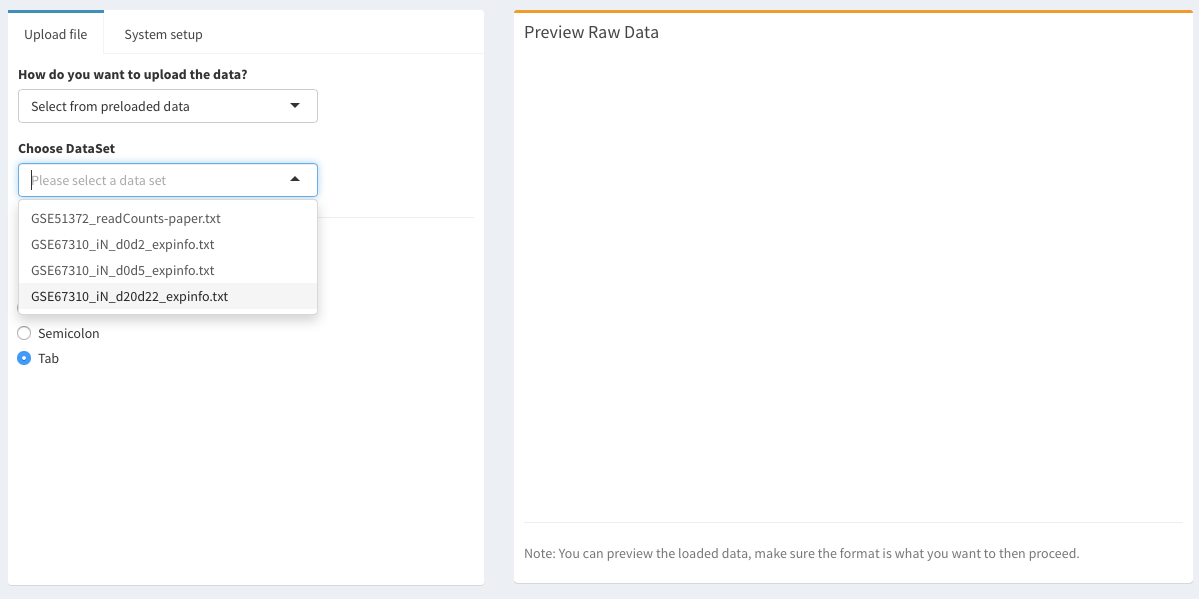 Upload file
System setup
How do you want to upload the data?
Select from preloaded data
Choose DataSet
Please select a data set
GSE51372_readCounts-paper.txt
GSE67310_iN_d0d2_expinfo.txt
GSE67310_iN_d0d5_expinfo.txt
GSE67310_iN_d20d22_expinfo.txt
Semicolon
Tab
Preview Raw Data
Note: You can preview the loaded data, make sure the format is what you want to then proceed.